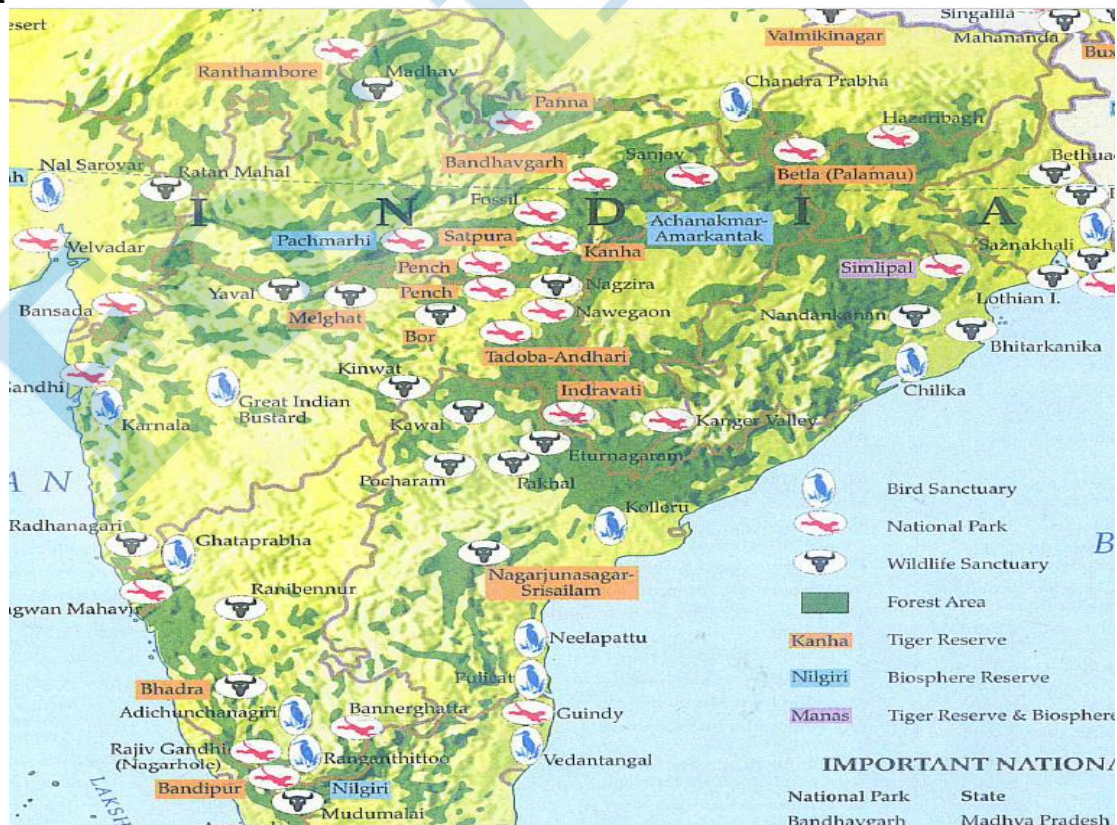 esert
Singalila
Valmikinagar
Mahananda
Ranthambore
Madhav
Bux
Chandra Prabha
Panna
Hazaribagh
Nal Sarovar
Bandhavgarh
Sanjay
Bethuad
ah
Ratan Mahal
Betla (Palamau)
Fossil
I N D I A
Achanakmar-
Amarkantak
Pachmarhi
Satpura
Velvadar
Kanha
Saznakhali
Pench
Simlipal
Yaval
Pench
Nagzira
Lothian I.
Bansada
Melghat
Nawegaon
Nandankanan
Bor
Bhitarkanika
Tadoba-Andhari
Kinwat
Gandhi
Indravati
Chilika
Great Indian
Bustard
Karnala
Kawal
Kanger Valley
Eturnagaram
A N
Pocharam
Pakhal
Bird Sanctuary
Kolleru
Radhanagari
National Park
Ghataprabha
B
Wildlife Sanctuary
Nagarjunasagar-
Srisailam
Ranibennur
Forest Area
agwan Mahavir
Neelapattu
Kanha Tiger Reserve
Pulicat
Nilgiri Biosphere Reserve
Bhadra
Adichunchanagiri
Bannerghatta
Guindy
Manas Tiger Reserve & Biosphere
Rajiv Gandhi
(Nagarhole)
Ranganthittoo
Vedantangal
IMPORTANT NATIONA
Bandipur
Nilgiri
LAKSH
Mudumalai
National Park State
Bandhavgarh Madhya Pradesh